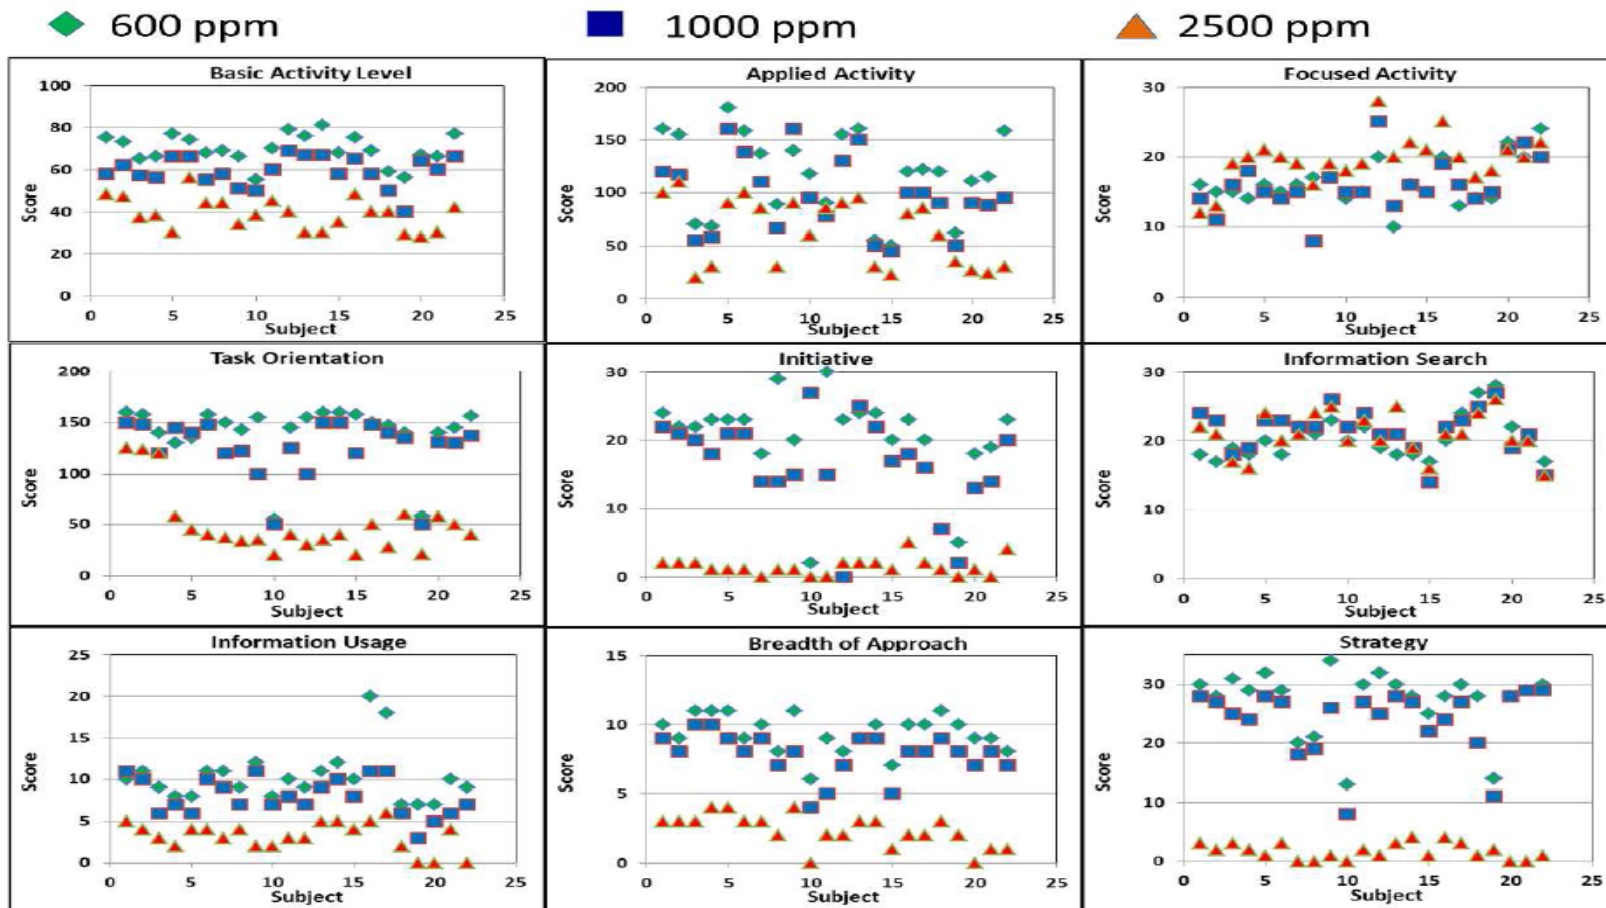 600 ppm
1000 ppm
2500 ppm
Basic Activity Level
100
80
60
40
20
0
Score
0 5 10 15 20 25
Subject
Applied Activity
200
150
100
50
0
Score
0 5 10 15 20 25
Subject
Focused Activity
30
20
10
0
Score
0 5 10 15 20 25
Subject
Task Orientation
200
150
100
50
0
Score
0 5 10 15 20 25
Subject
Initiative
30
20
10
0
Score
0 5 10 15 20 25
Subject
Information Search
30
20
10
0
Score
0 5 10 15 20 25
Subject
Information Usage
25
20
15
10
5
0
Score
0 5 10 15 20 25
Subject
Breadth of Approach
15
10
5
0
Score
0 5 10 15 20 25
Subject
Strategy
30
20
10
0
Score
0 5 10 15 20 25
Subject